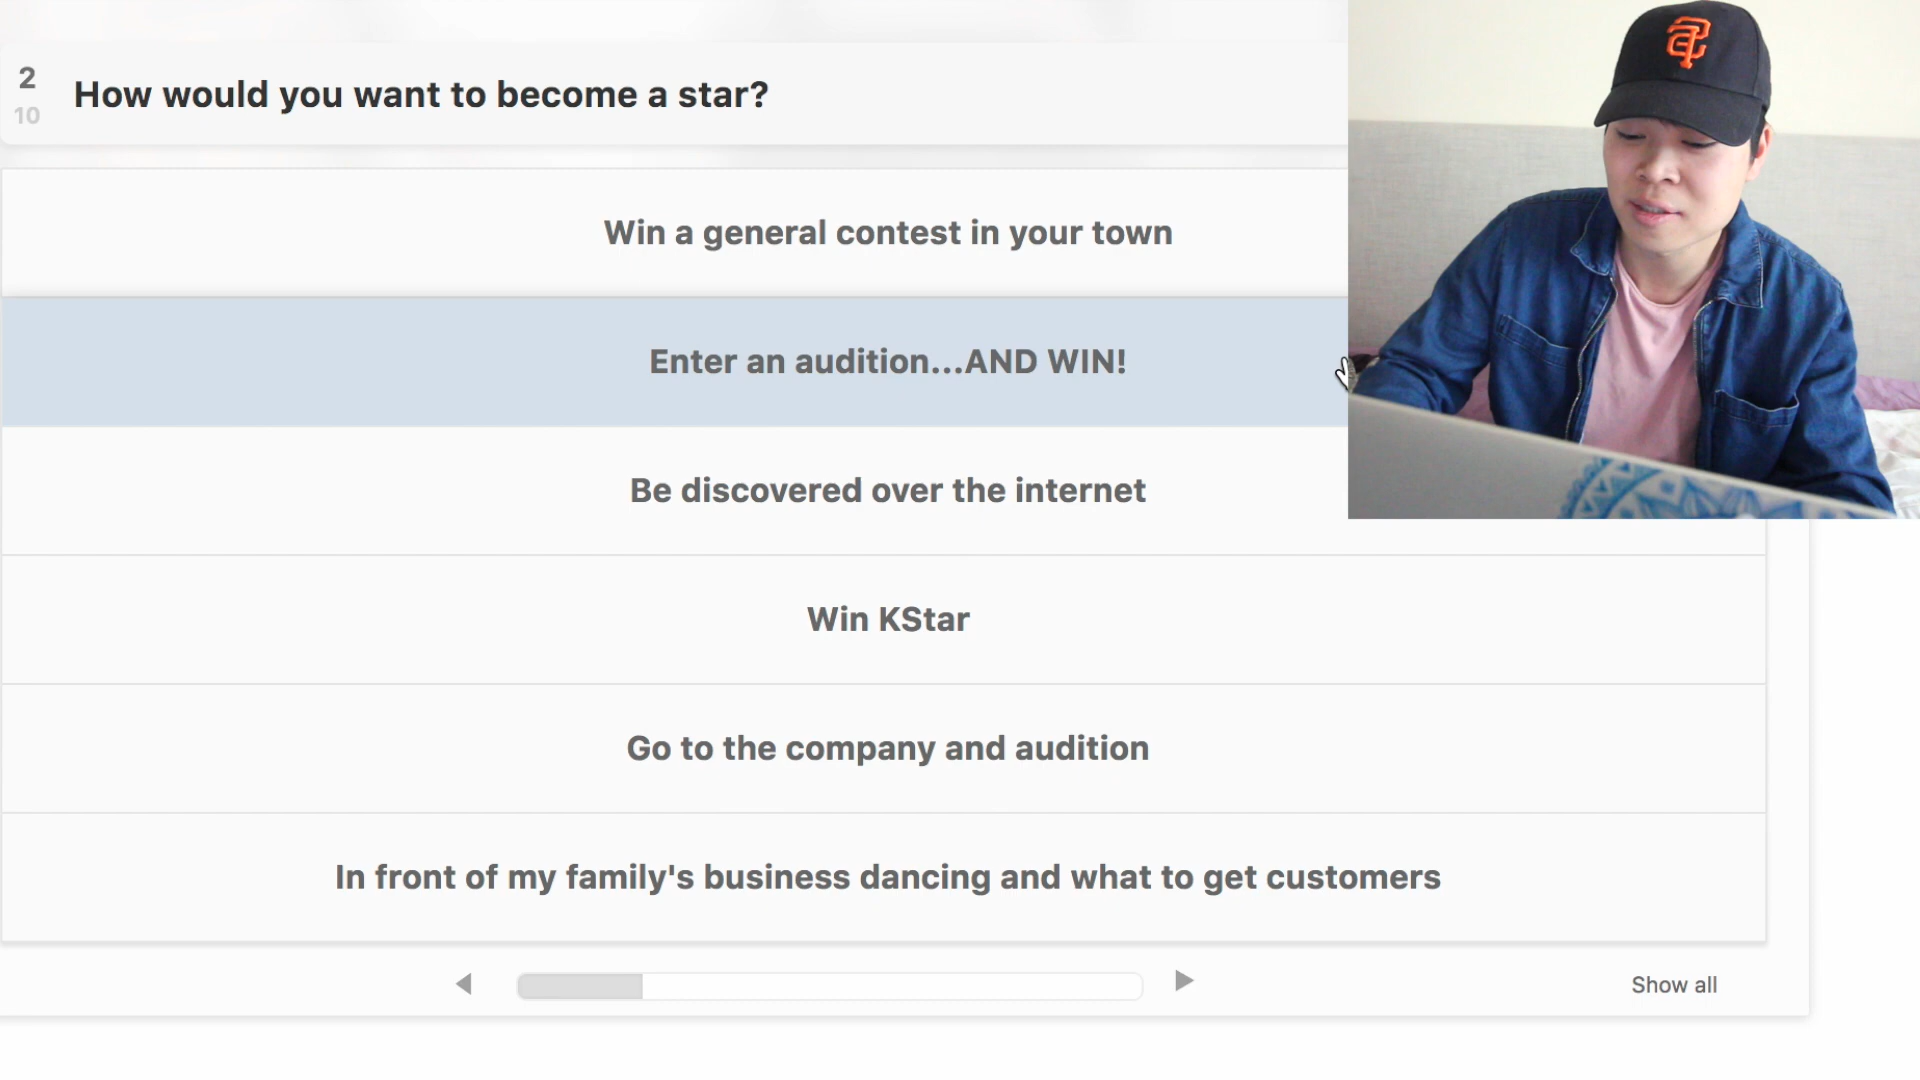 2
10
How would you want to become a star?
Win a general contest in your town
Enter an audition...AND WIN!
Be discovered over the internet
Win KStar
Go to the company and audition
In front of my family's business dancing and what to get customers
Show all